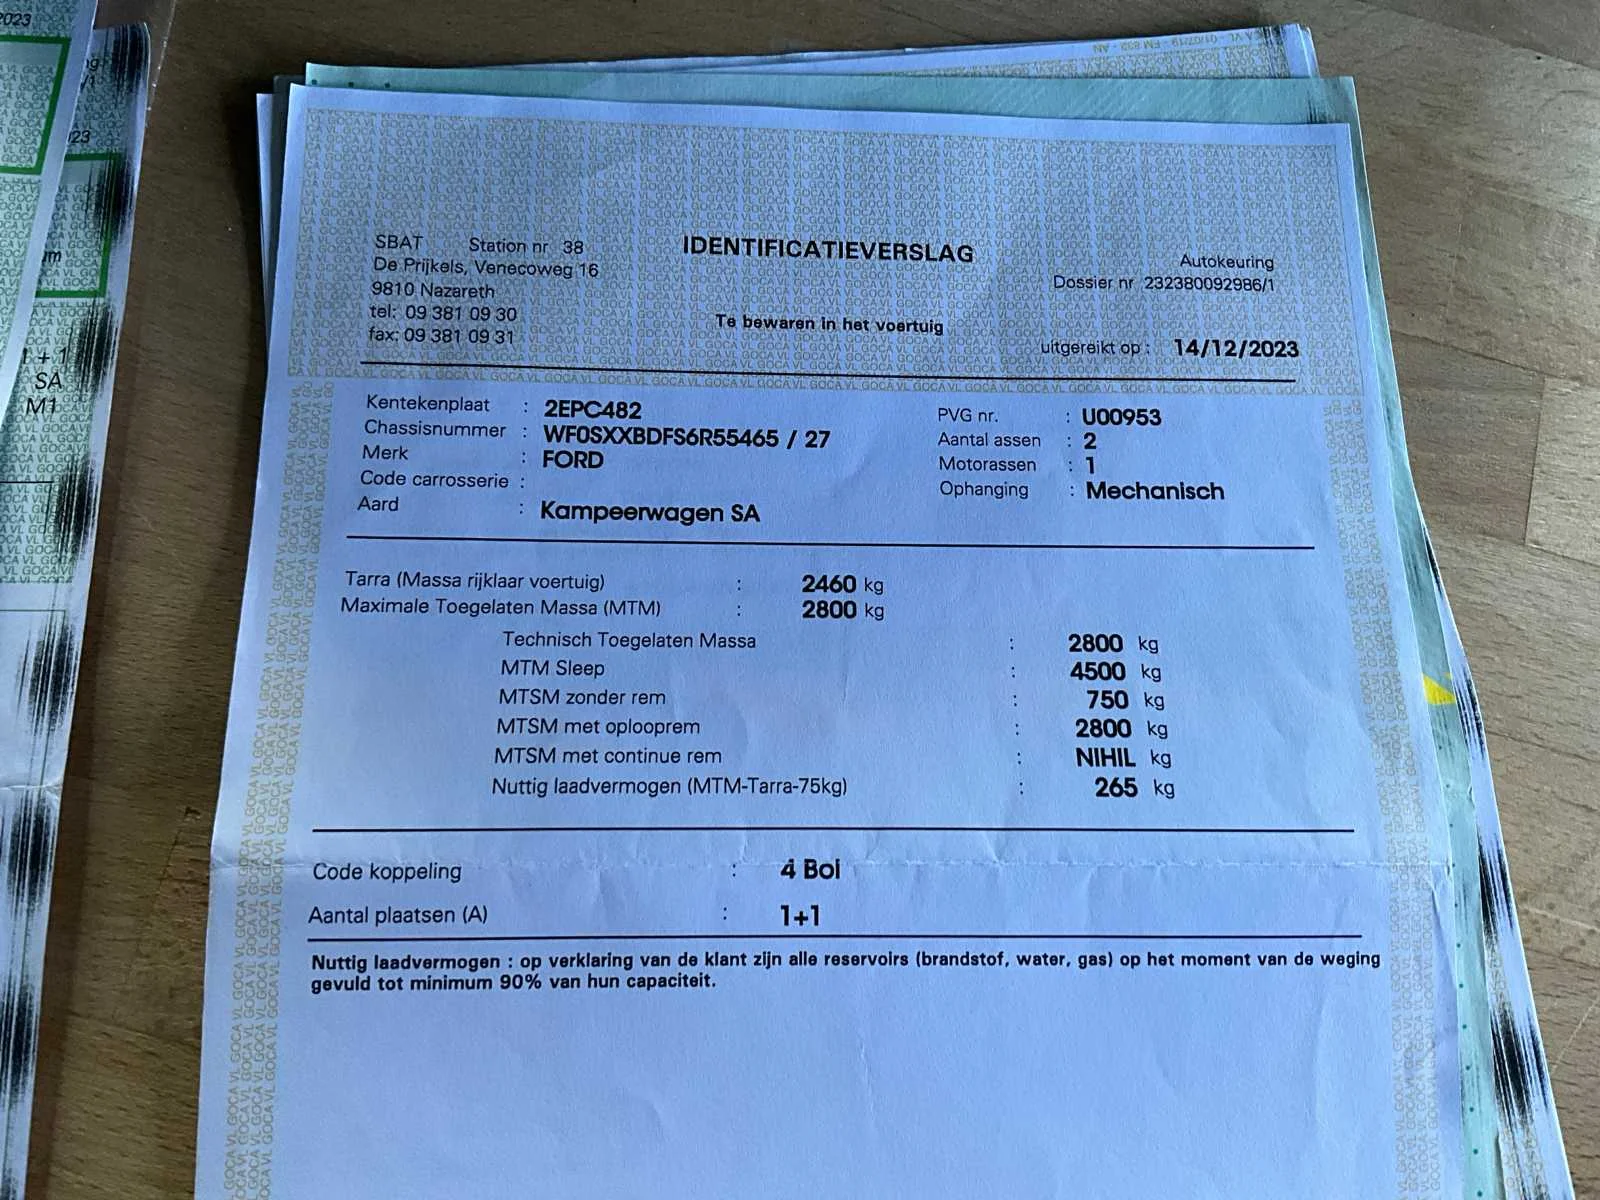 SBAT Station nr 38
De Prijkels, Venecoweg 16
9810 Nazareth
tel: 09 381 09 30
fax: 09 381 09 31
IDENTIFICATIEVERSLAG
Te bewaren in het voertuig
Autokeuring
Dossier nr 232380092986/1
uitgereikt op : 14/12/2023
Kentekenplaat : 2EPC482
Chassisnummer : WF0SXXBDFS6R55465 / 27
Merk : FORD
Code carrosserie :
Aard : Kampeerwagen SA
PVG nr. : U00953
Aantal assen : 2
Motorassen : 1
Ophanging : Mechanisch
Tarra (Massa rijklaar voertuig) : 2460 kg
Maximale Toegelaten Massa (MTM) : 2800 kg
Technisch Toegelaten Massa : 2800 kg
MTM Sleep : 4500 kg
MTSM zonder rem : 750 kg
MTSM met oplooprem : 2800 kg
MTSM met continue rem : NIHIL kg
Nuttig laadvermogen (MTM-Tarra-75kg) : 265 kg
Code koppeling : 4 Bol
Aantal plaatsen (A) : 1+1
Nuttig laadvermogen : op verklaring van de klant zijn alle reservoirs (brandstof, water, gas) op het moment van de weging
gevuld tot minimum 90% van hun capaciteit.
2023
23
+ 1
SA
M1